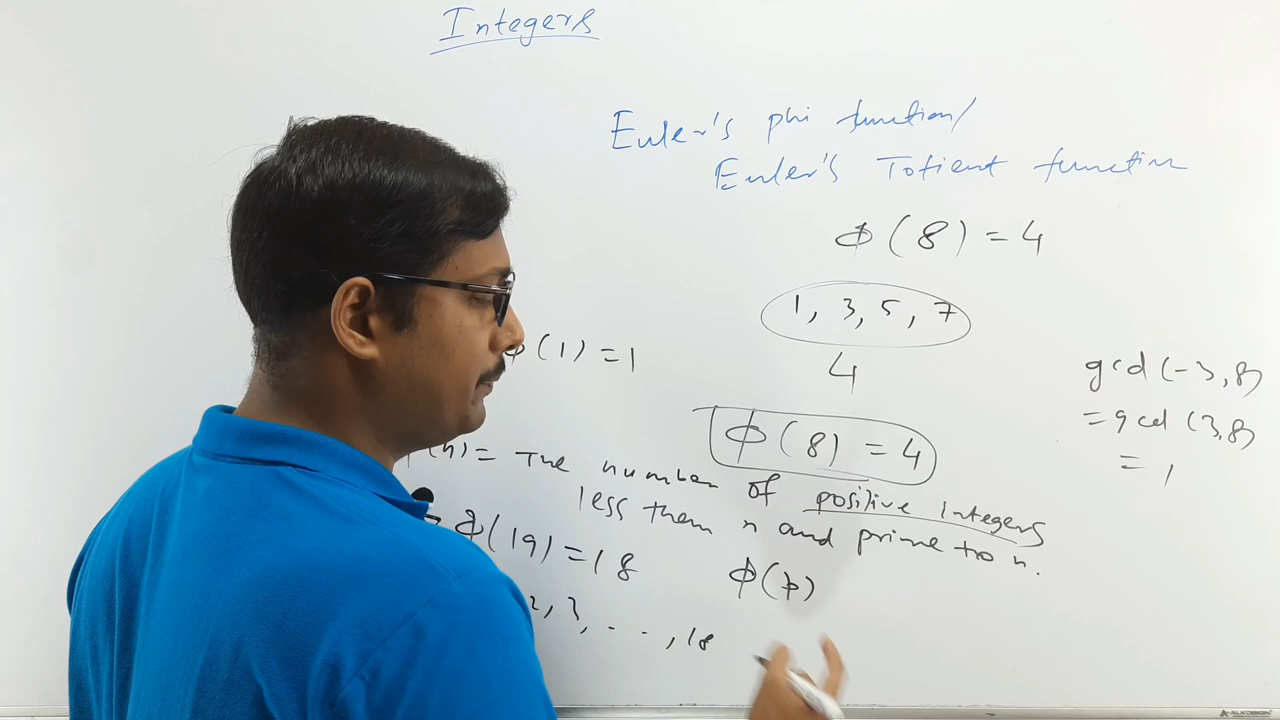 Integers
Euler's phi function/
Euler's Totient function
ϕ(8) = 4
1, 3, 5, 7
ϕ(1) = 1
4
gcd (-3, 8)
= gcd (3, 8)
= 1
ϕ(8) = 4
(n) = The number of positive integers
less them n and prime to n.
ϕ(19) = 18
ϕ(p)
2, 3, . . , 18